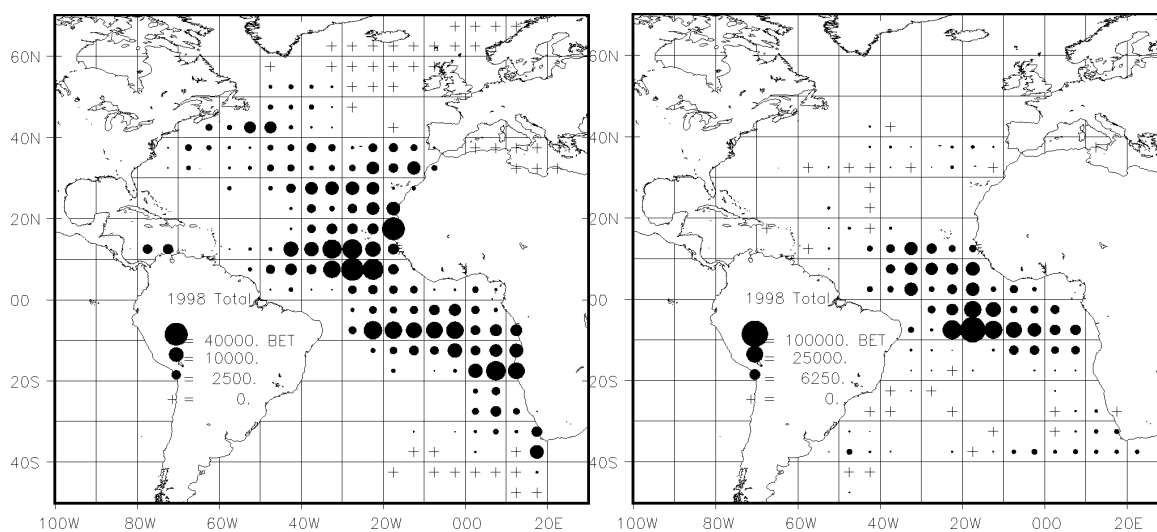 60N
40N
20N
00
20S
40S
1998 Total
= 40000. BET
= 10000.
= 2500.
+ = 0.
100W 80W 60W 40W 20W 000 20E
60N
40N
20N
00
20S
40S
1998 Total
= 100000. BET
= 25000.
= 6250.
+ = 0.
100W 80W 60W 40W 20W 000 20E